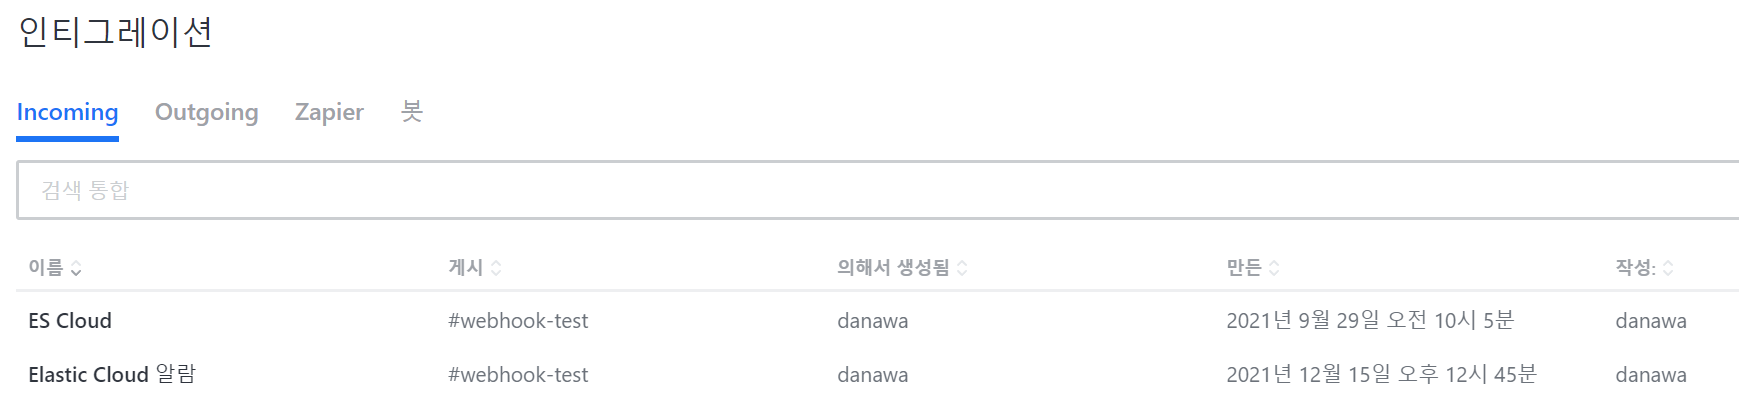 인티그레이션
Incoming Outgoing Zapier 봇
검색 통합
이름 게시 의해서 생성됨 만든 작성:
ES Cloud #webhook-test danawa 2021년 9월 29일 오전 10시 5분 danawa
Elastic Cloud 알람 #webhook-test danawa 2021년 12월 15일 오후 12시 45분 danawa